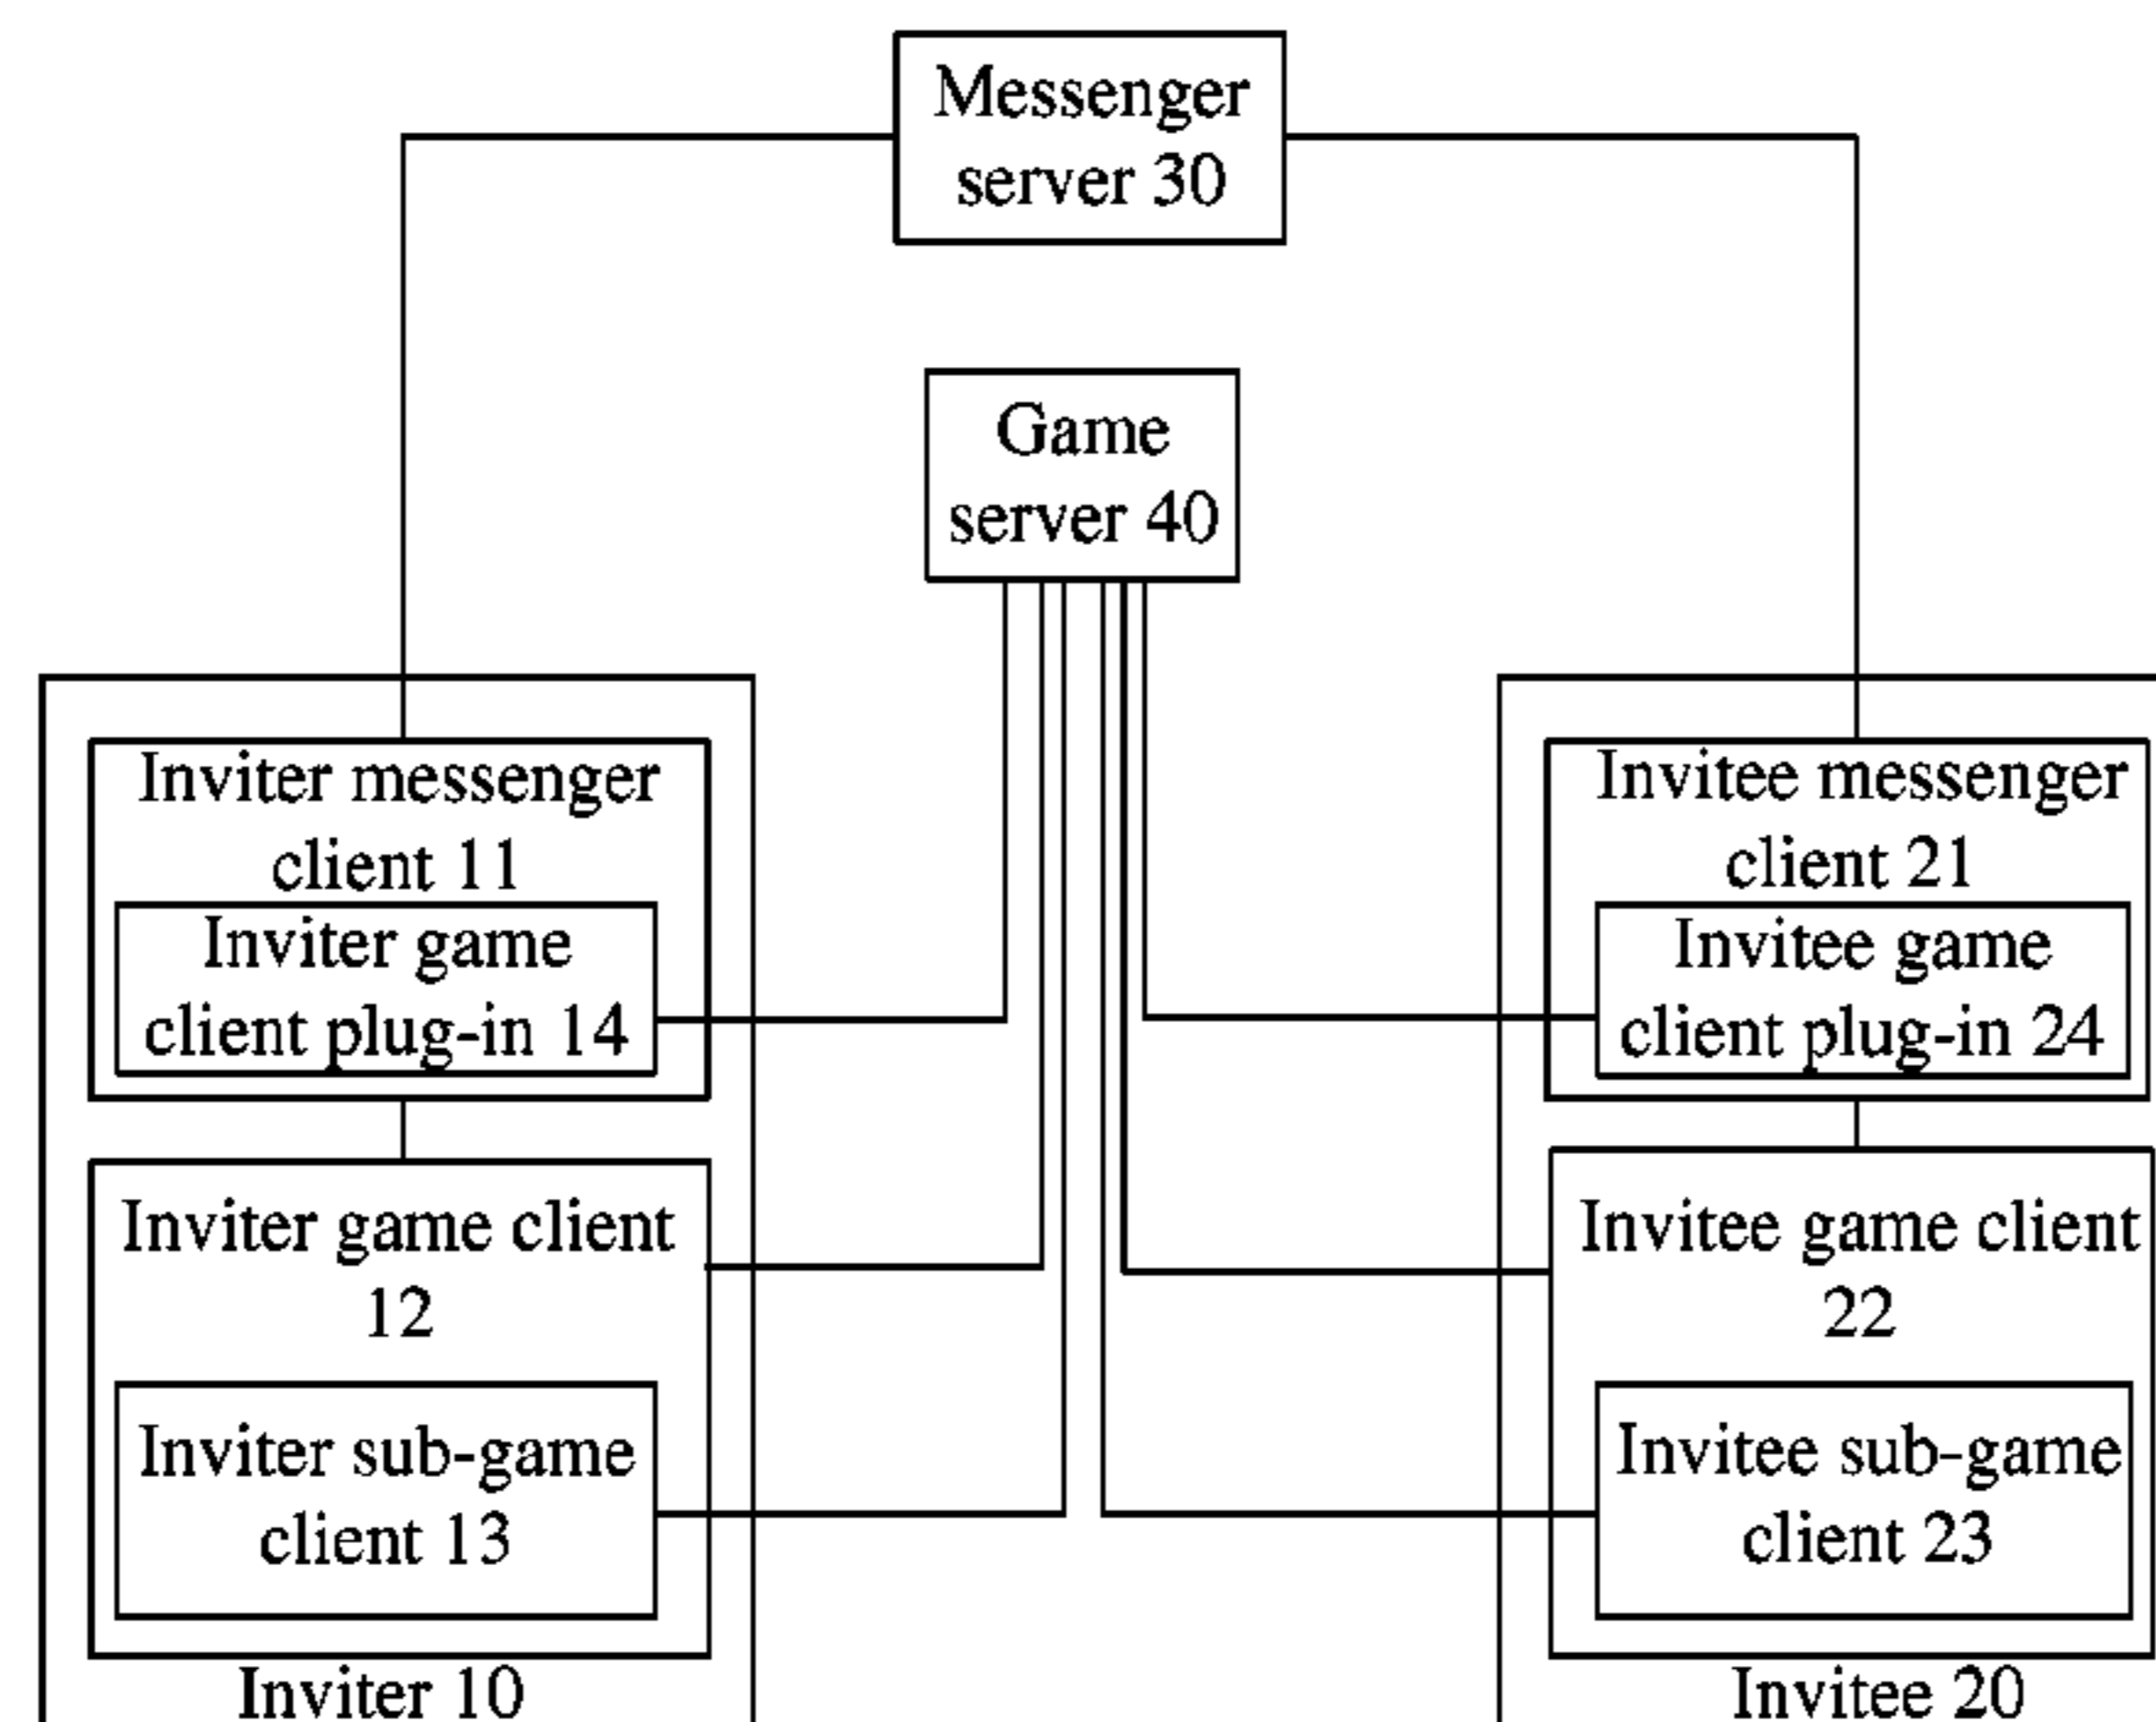 Messenger
server 30
Game
server 40
Inviter messenger
client 11
Inviter game
client plug-in 14
Inviter game client
12
Inviter sub-game
client 13
Inviter 10
Invitee messenger
client 21
Invitee game
client plug-in 24
Invitee game client
22
Invitee sub-game
client 23
Invitee 20